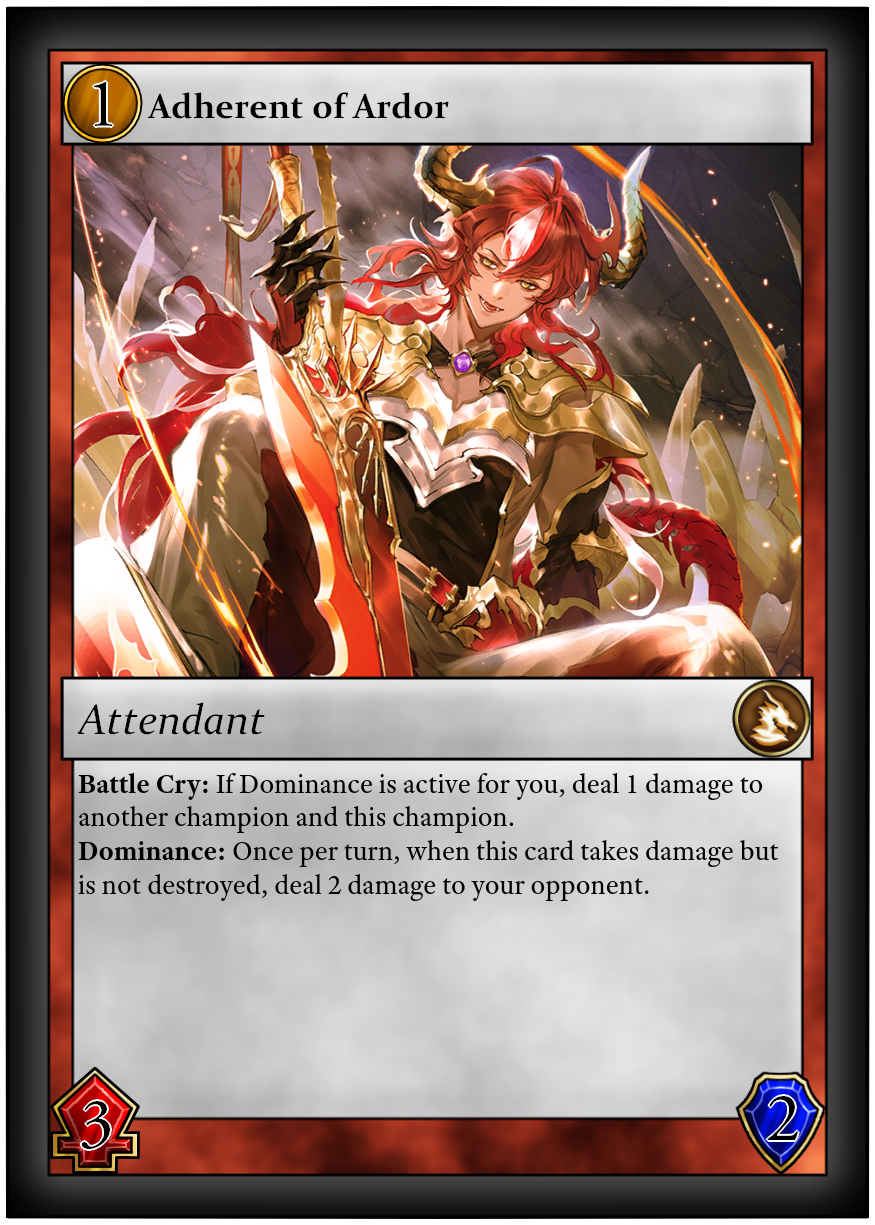 1 Adherent of Ardor
Attendant
Battle Cry: If Dominance is active for you, deal 1 damage to
another champion and this champion.
Dominance: Once per turn, when this card takes damage but
is not destroyed, deal 2 damage to your opponent.
3 2